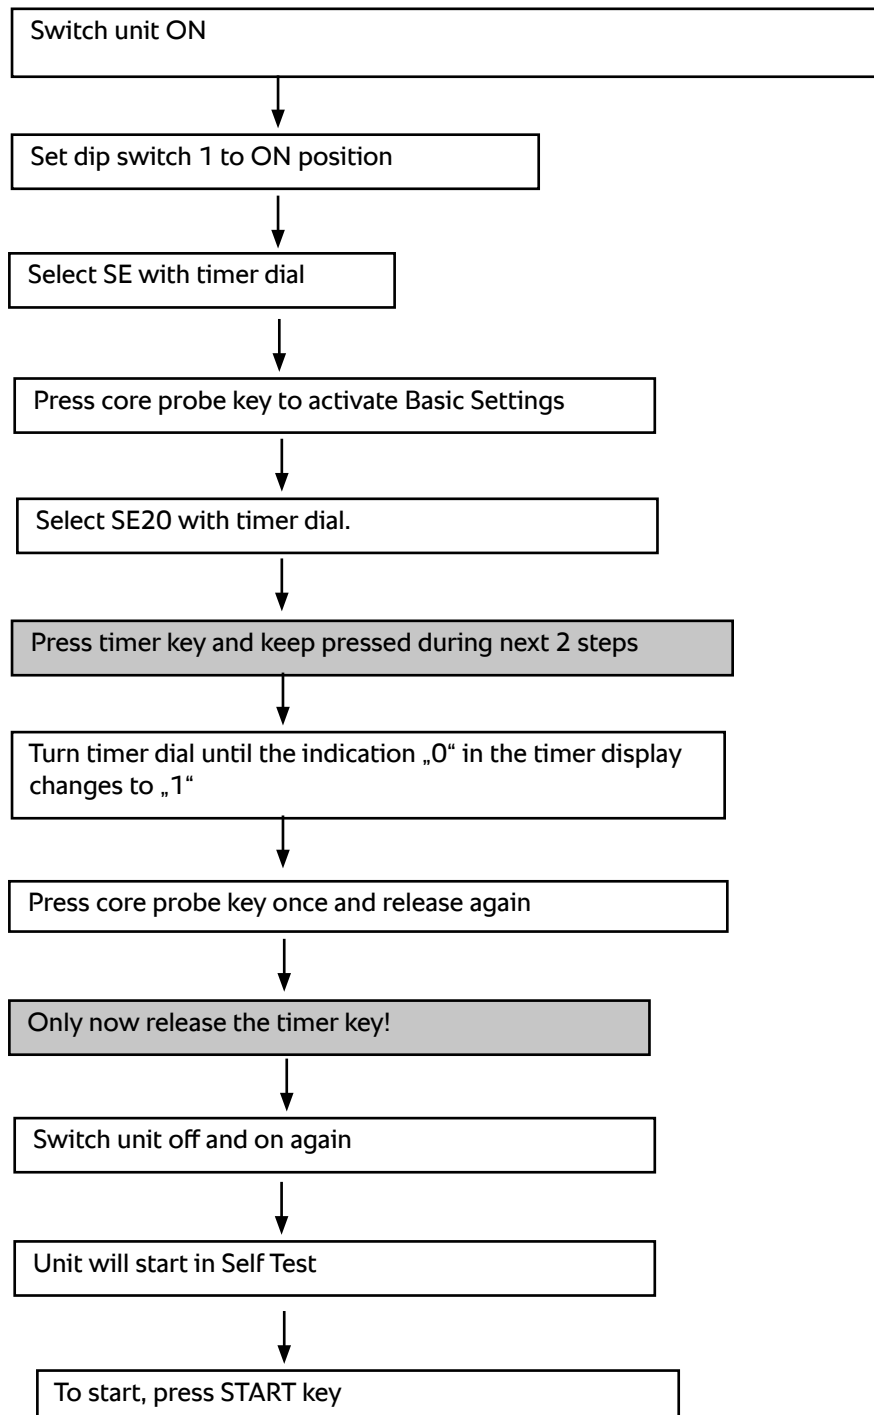 Switch unit ON
Set dip switch 1 to ON position
Select SE with timer dial
Press core probe key to activate Basic Settings
Select SE20 with timer dial.
Press timer key and keep pressed during next 2 steps
Turn timer dial until the indication „0“ in the timer display
changes to „1“
Press core probe key once and release again
Only now release the timer key!
Switch unit off and on again
Unit will start in Self Test
To start, press START key